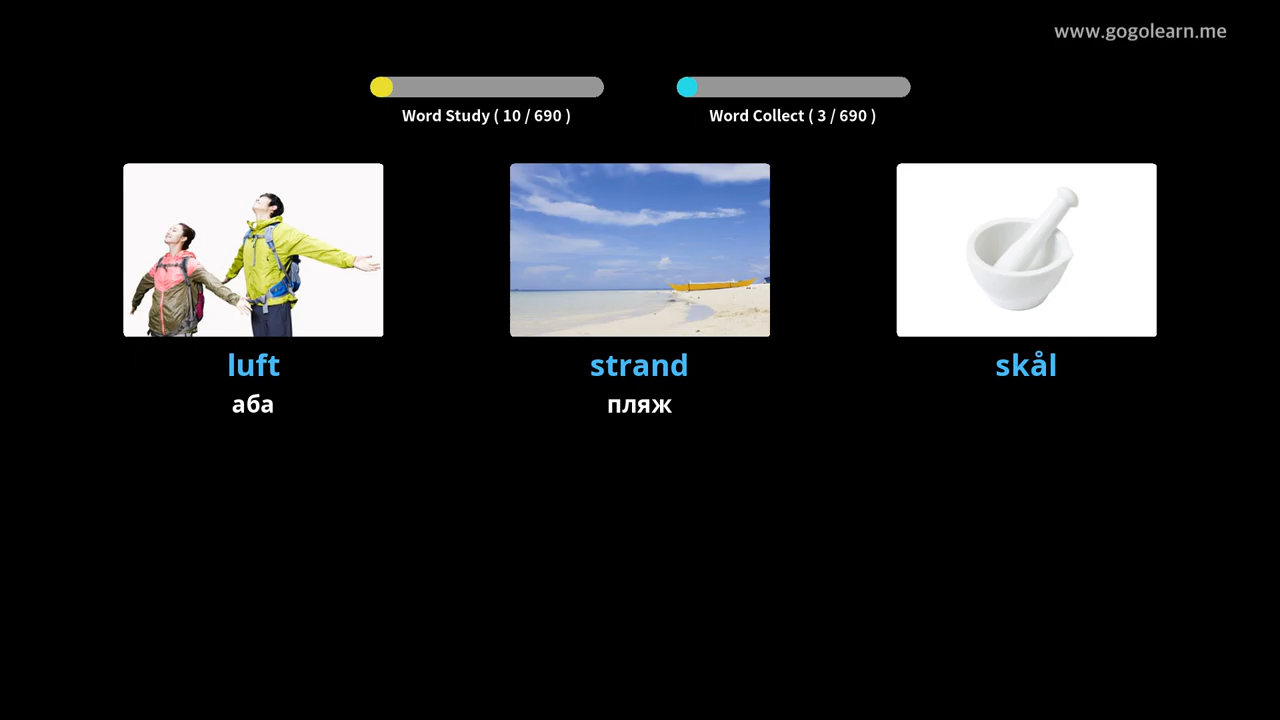 www.gogolearn.me
Word Study ( 10 / 690 )
Word Collect ( 3 / 690 )
luft
strand
skål
аба
пляж